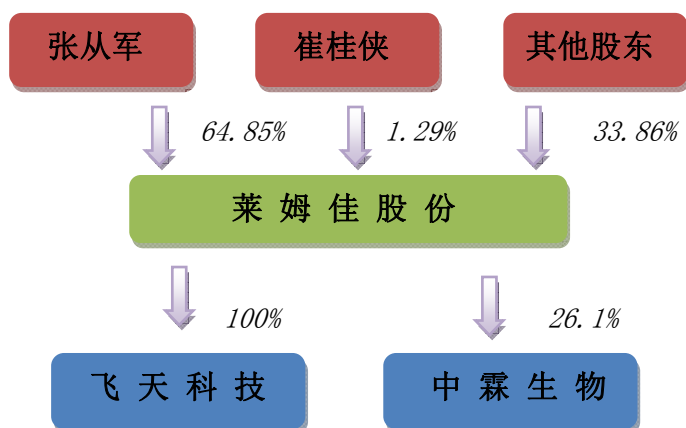 张从军 崔桂侠 其他股东
64.85% 1.29% 33.86%
莱姆佳股份
100% 26.1%
飞天科技 中霖生物